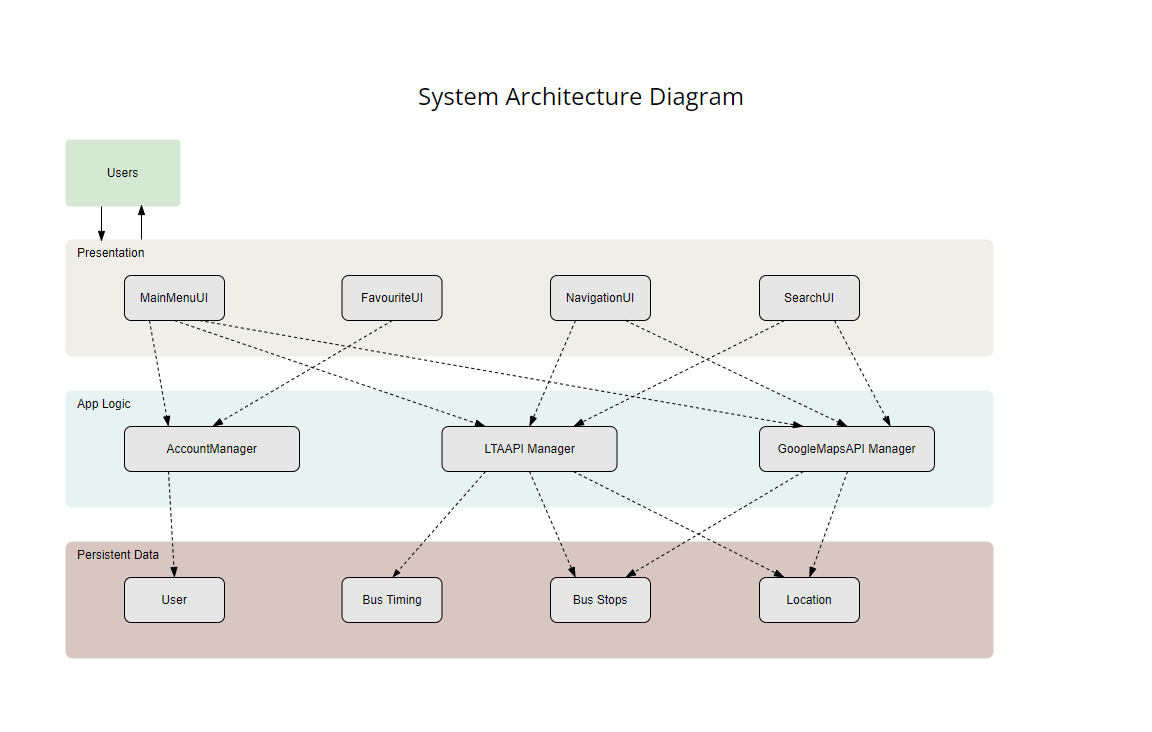 System Architecture Diagram
Users
Presentation
MainMenuUI
FavouriteUI
NavigationUI
SearchUI
App Logic
AccountManager
LTAAPI Manager
GoogleMapsAPI Manager
Persistent Data
User
Bus Timing
Bus Stops
Location